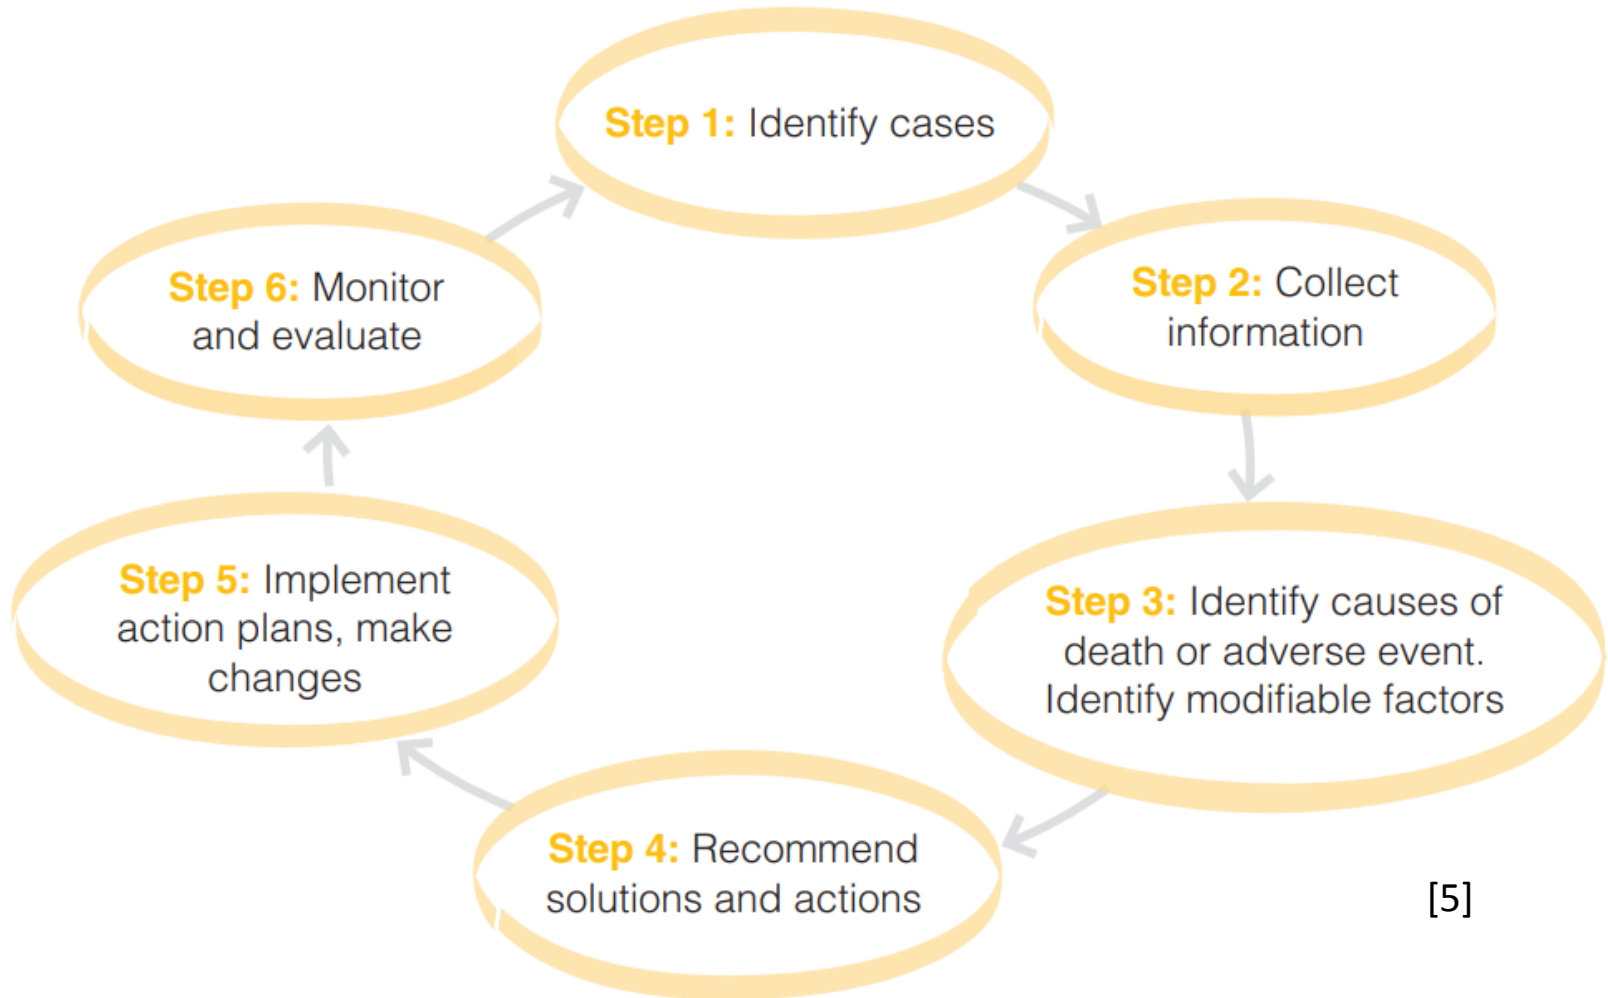 Step 1: Identify cases
Step 2: Collect
information
Step 3: Identify causes of
death or adverse event.
Identify modifiable factors
Step 4: Recommend
solutions and actions
Step 5: Implement
action plans, make
changes
Step 6: Monitor
and evaluate
[5]